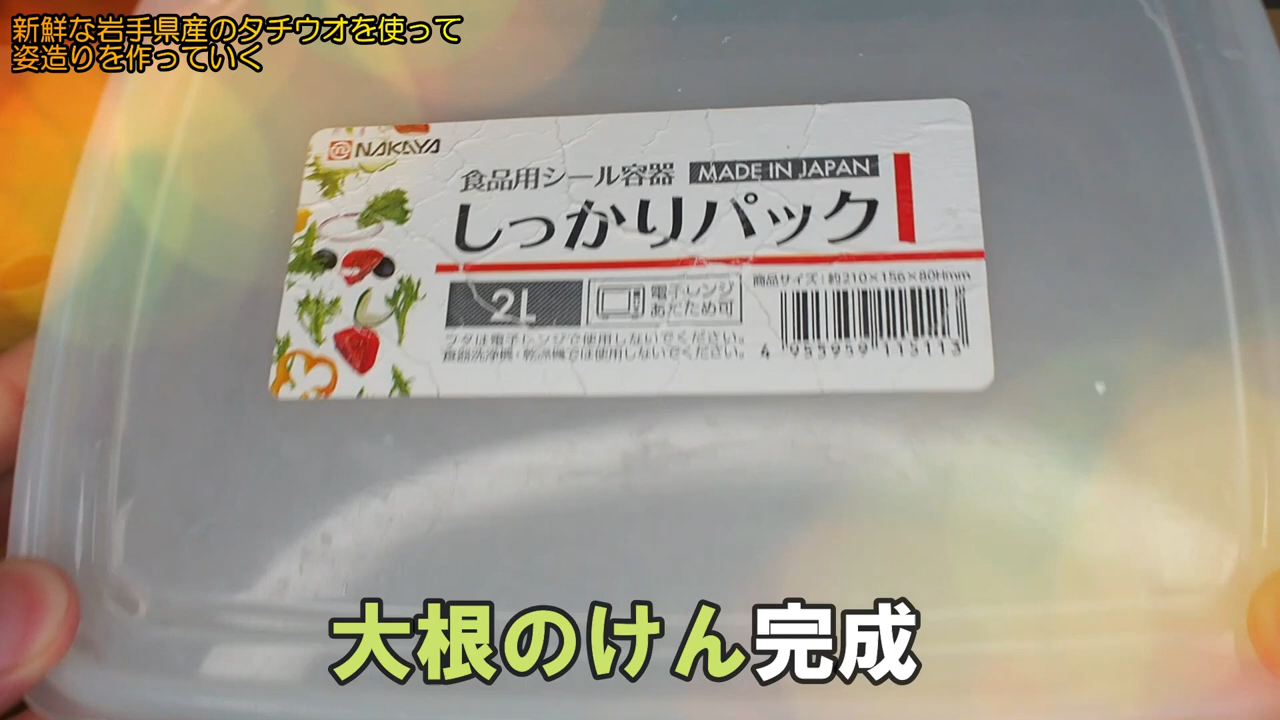 新鮮な岩手県産のタチウオを使って
姿造りを作っていく
NAKAYA
食品用シール容器 MADE IN JAPAN
しっかりパック
商品サイズ：約210×156×80Hmm
2L
電子レンジ
あたため可
フタは電子レンジで使用しないでください。
食器洗浄機・乾燥機では使用しないでください。
4 955959 115113
大根のけん完成